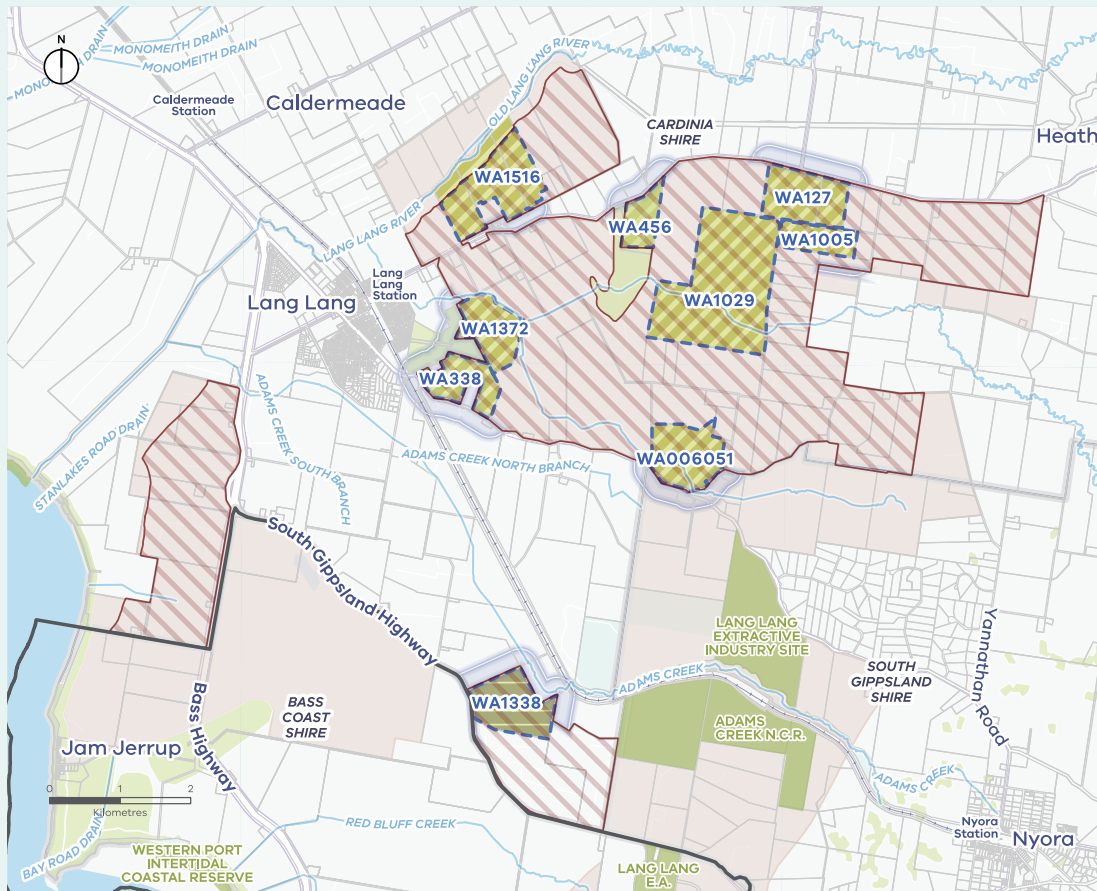 MONOMEITH DRAIN
MONOMEITH DRAIN
MONOMEITH DRAIN
N
Caldermeade
Station
Caldermeade
OLD LANG LANG RIVER
CARDINIA
SHIRE
Heath
WA1516
WA127
WA456
WA1005
LANG LANG RIVER
Lang
Lang
Station
Lang Lang
WA1029
WA1372
WA338
ADAMS CREEK SOUTH BRANCH
STANLAKES ROAD DRAIN
ADAMS CREEK NORTH BRANCH
WA006051
South Gippsland Highway
LANG LANG
EXTRACTIVE
INDUSTRY SITE
Yannathan Road
SOUTH
GIPPSLAND
SHIRE
ADAMS CREEK
BASS
COAST
SHIRE
Bass Highway
WA1338
ADAMS
CREEK N.C.R.
Jam Jerrup
ADAMS CREEK
0 1 2
Kilometres
RED BLUFF CREEK
Nyora
Station
Nyora
BAY ROAD DRAIN
WESTERN PORT
INTERTIDAL
COASTAL RESERVE
LANG LANG
E.A.